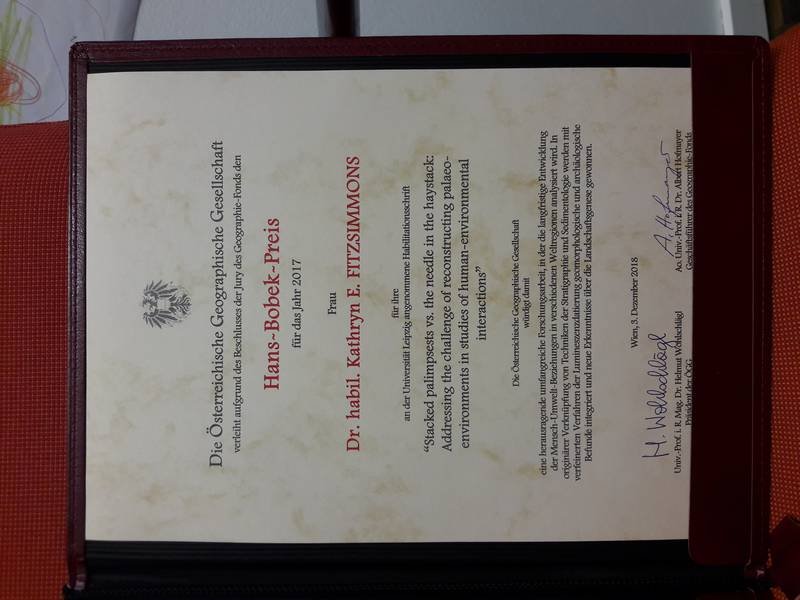 Die Österreichische Geographische Gesellschaft
verleiht aufgrund des Beschlusses der Jury des Geographie-Fonds den
Hans-Bobek-Preis
für das Jahr 2017
Frau
Dr. habil. Kathryn E. FITZSIMMONS
für ihre
an der Universität Leipzig angenommene Habilitationsschrift
“Stacked palimpsests vs. the needle in the haystack:
Addressing the challenge of reconstructing palaeo-
environments in studies of human-environmental
interactions”
Die Österreichische Geographische Gesellschaft
würdigt damit
eine herausragende umfangreiche Forschungsarbeit, in der die langfristige Entwicklung
der Mensch-Umwelt-Beziehungen in verschiedenen Weltregionen analysiert wird. In
originärer Verknüpfung von Techniken der Stratigraphie und Sedimentologie werden mit
verfeinerten Verfahren der Lumineszenzdatierung geomorphologische und archäologische
Befunde integriert und neue Erkenntnisse über die Landschaftsgenese gewonnen.
Wien, 3. Dezember 2018
H. Wohlschlägl
A. Hofmayer
Univ.-Prof. i. R. Mag. Dr. Helmut Wohlschlägl
Ao. Univ.-Prof. i. R. Dr. Albert Hofmayer
Präsident der ÖGG
Geschäftsführer des Geographie-Fonds